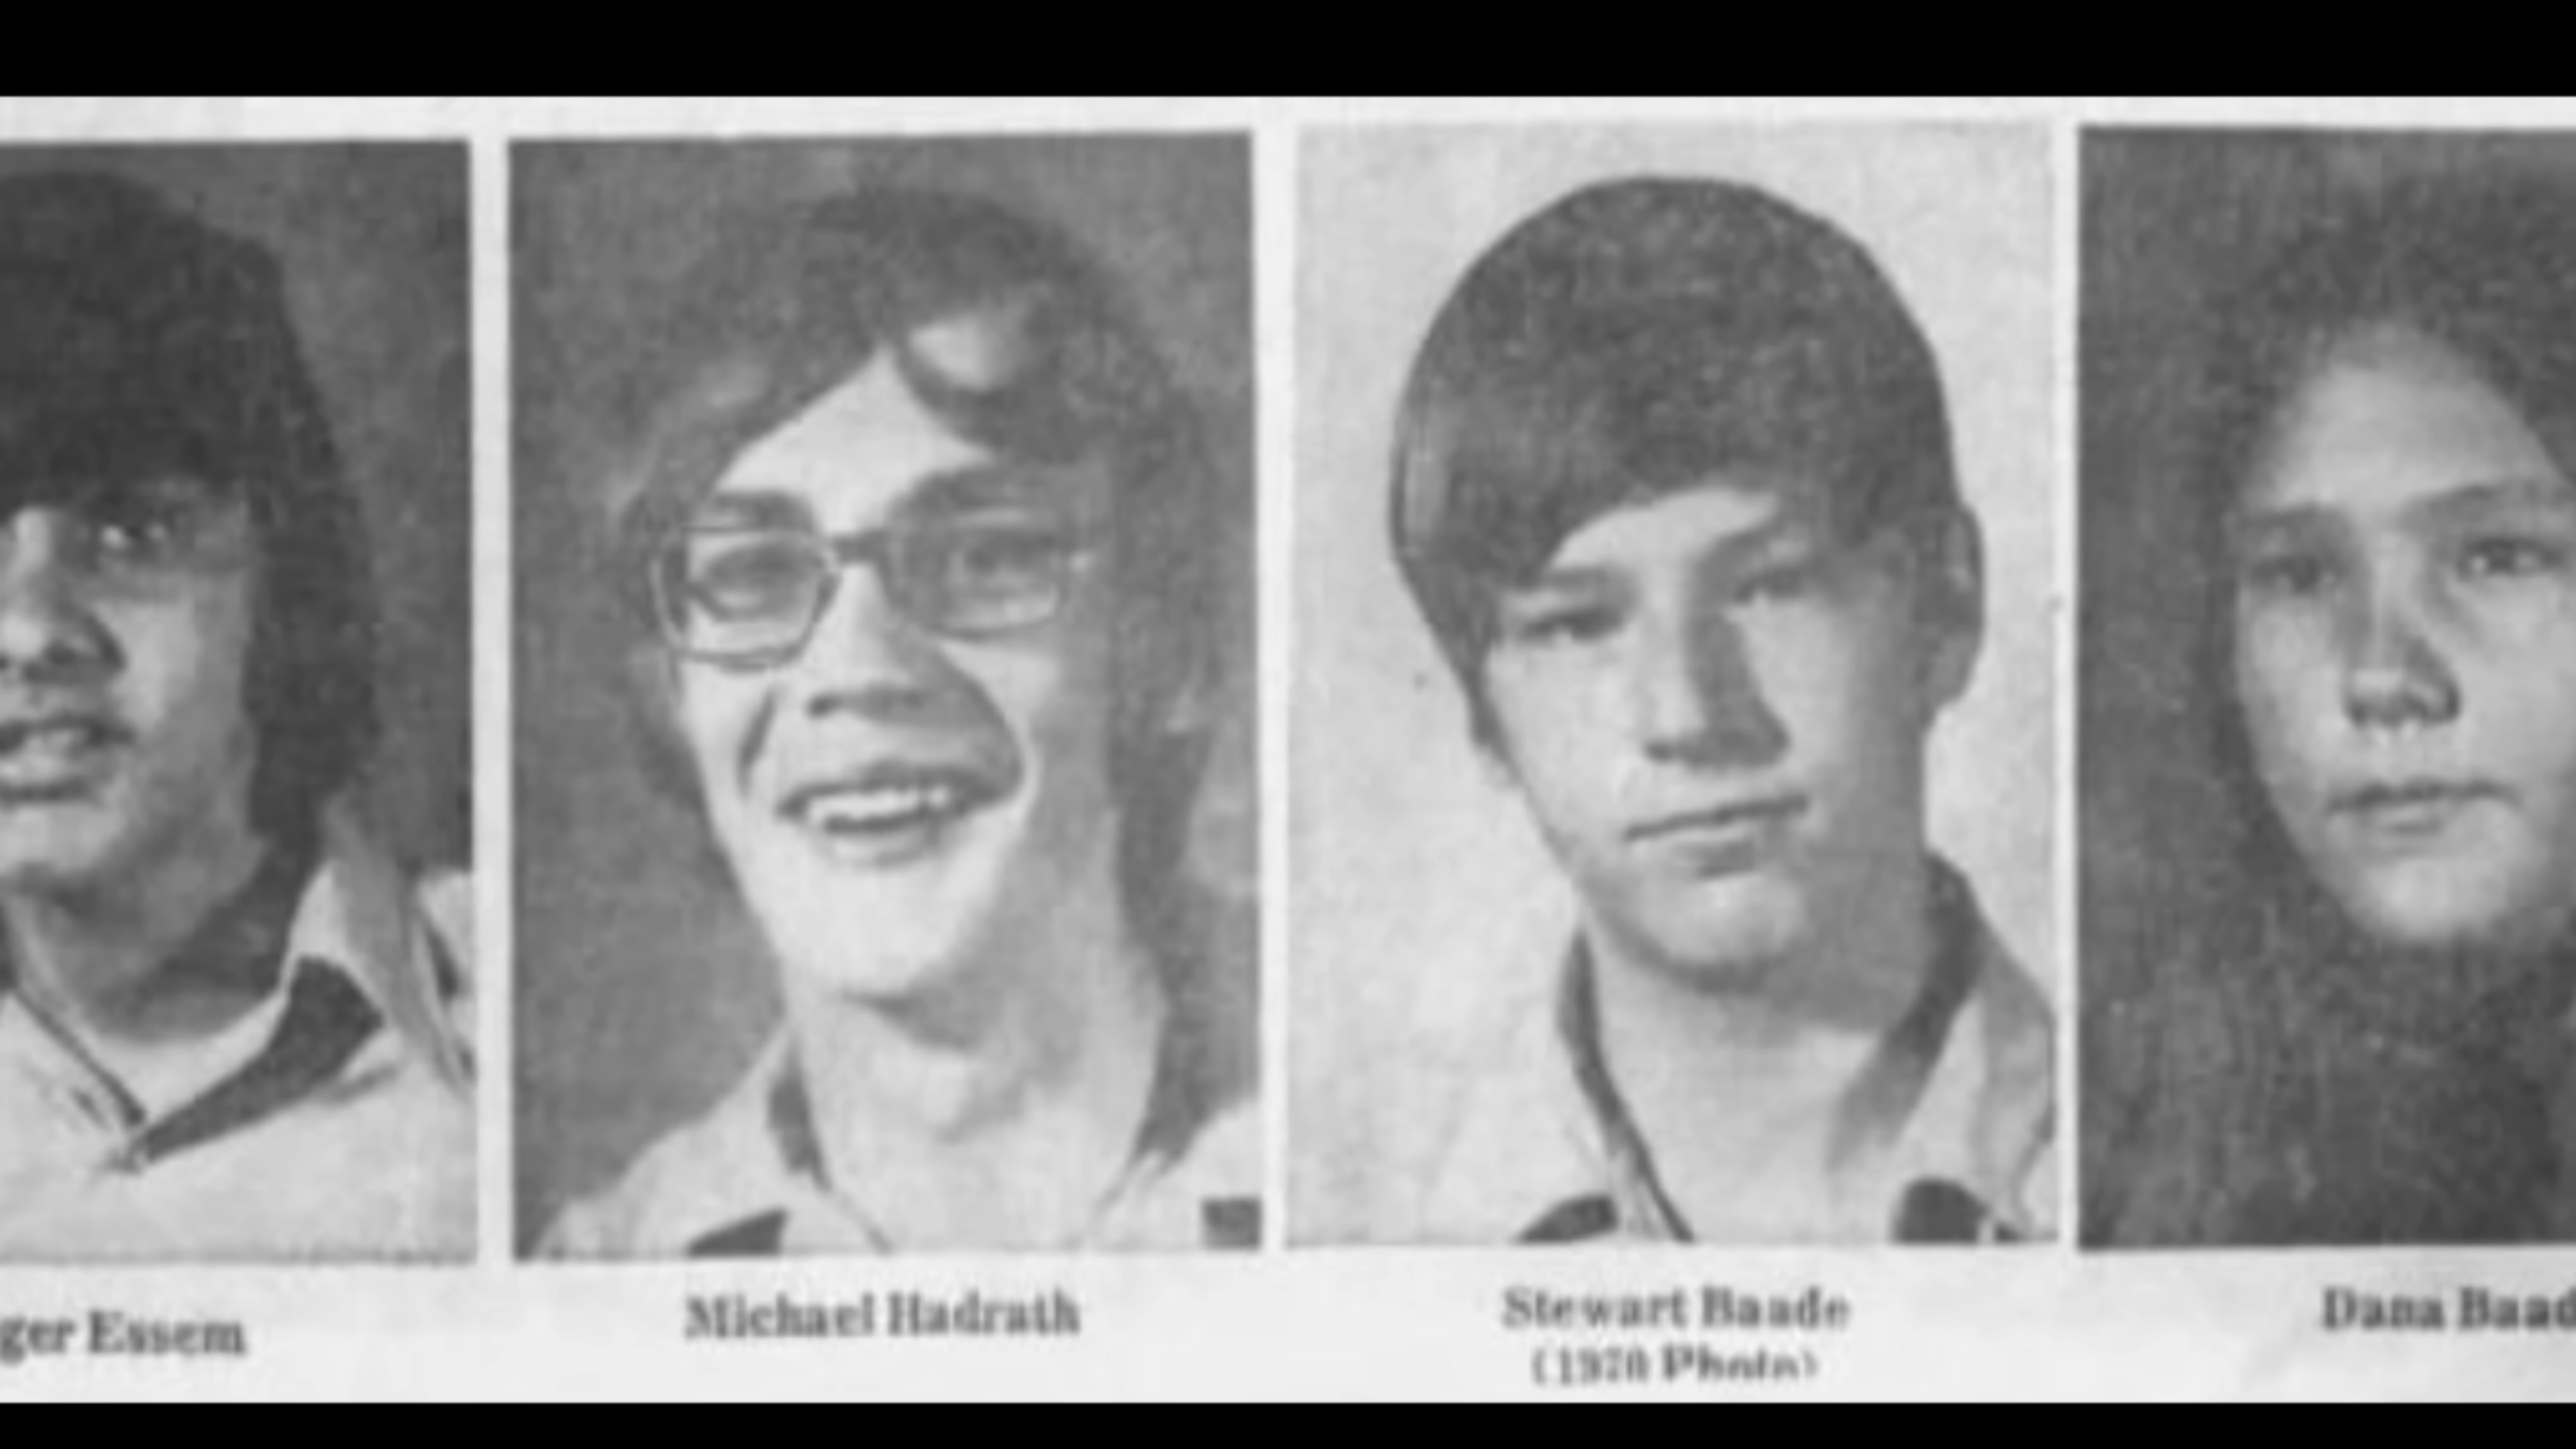 ger Essem
Michael Hadrath
Stewart Baade
(1970 Photo)
Dana Baad